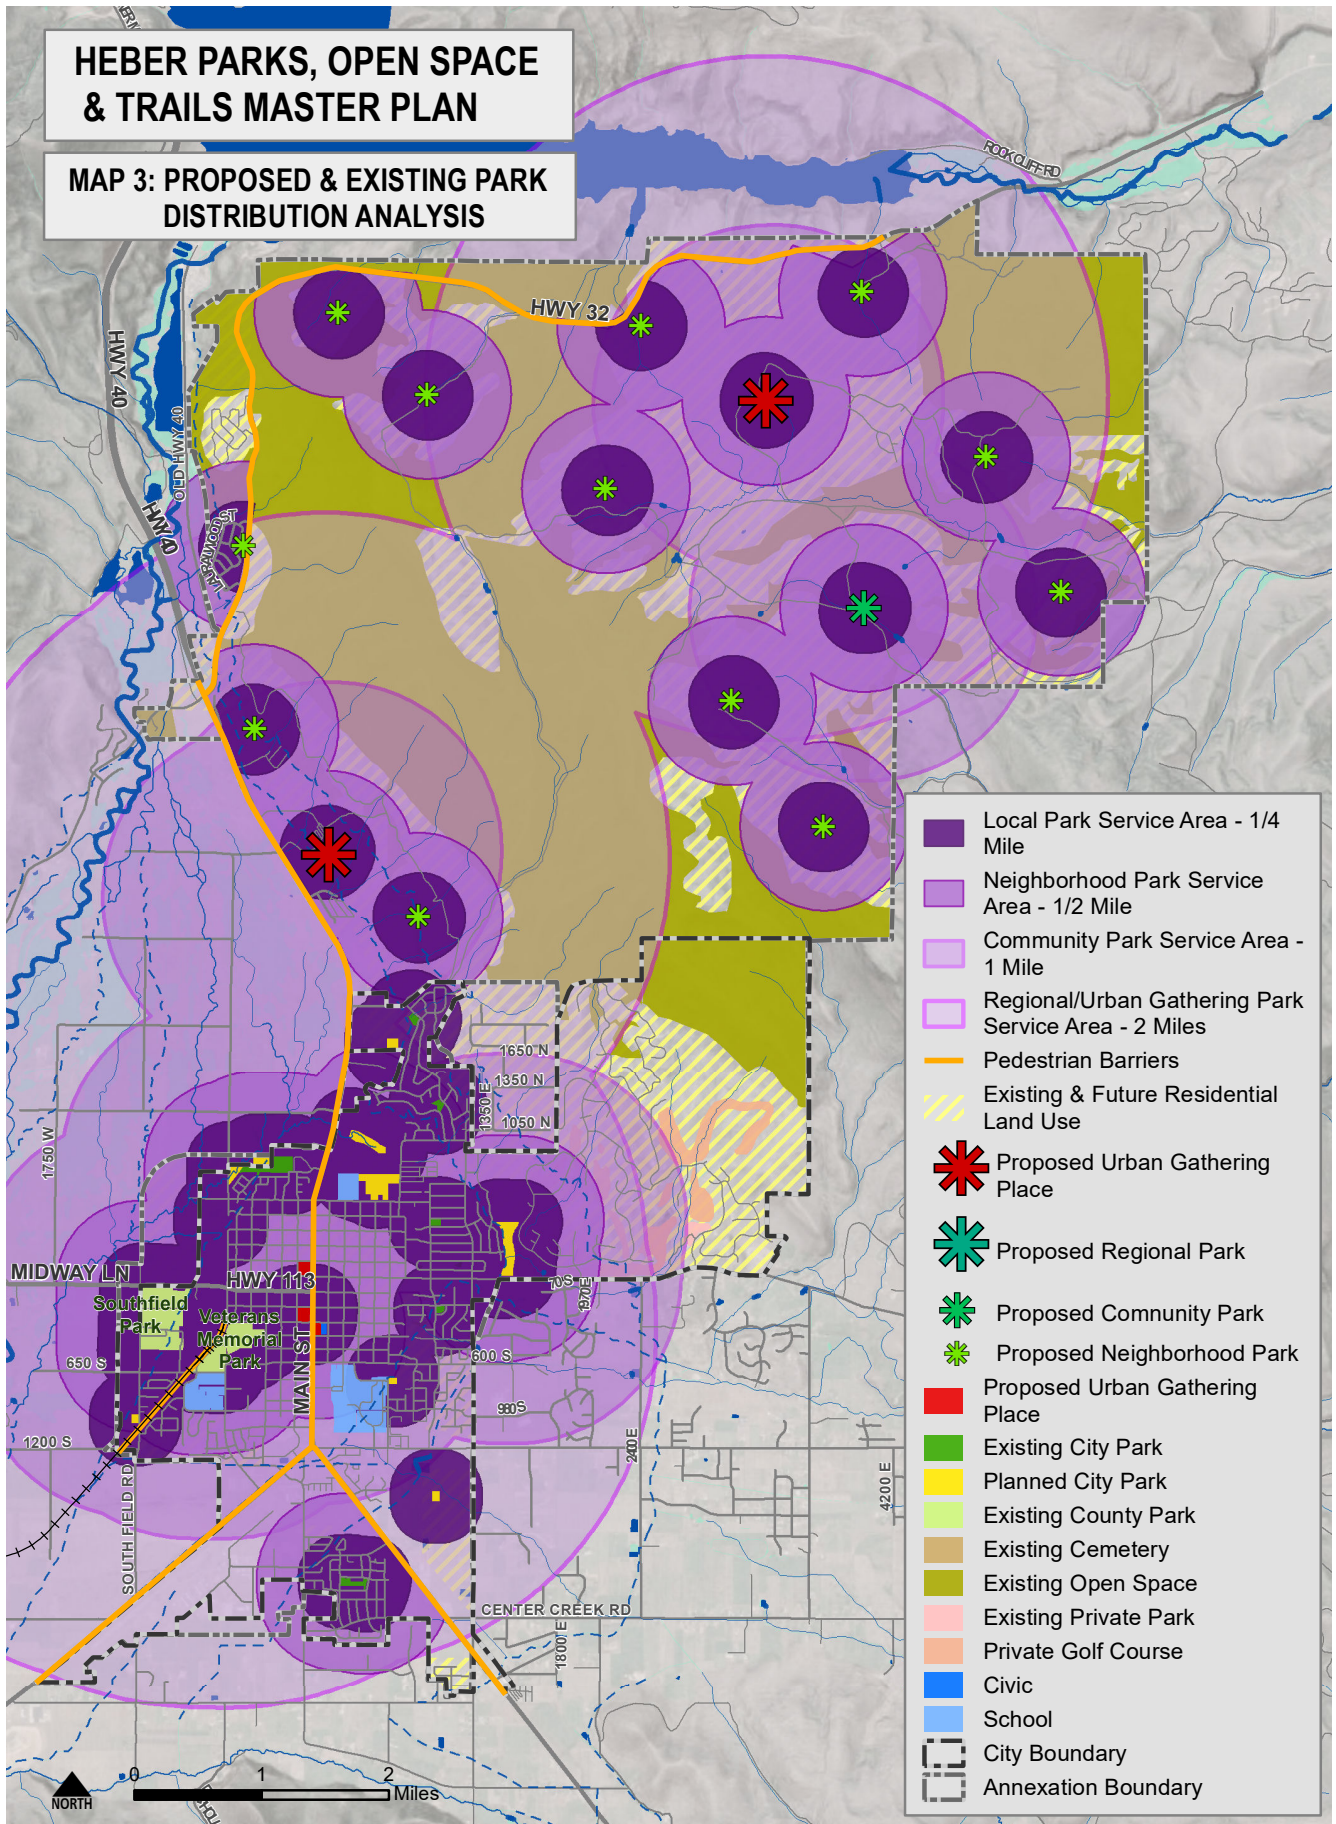 HEBER PARKS, OPEN SPACE
& TRAILS MASTER PLAN
MAP 3: PROPOSED & EXISTING PARK
DISTRIBUTION ANALYSIS
ROCK CLIFF RD
HWY 32
HWY 40
OLD HWY 40
HWY 40
1650 N
1350 N
1350 E
1050 N
1750 W
MIDWAY LN
HWY 113
Southfield
Park
Veterans
Memorial
Park
70 S
1970 E
650 S
MAIN ST
600 S
980 S
1200 S
2400 E
4200 E
SOUTH FIELD RD
CENTER CREEK RD
1800 E
Local Park Service Area - 1/4
Mile
Neighborhood Park Service
Area - 1/2 Mile
Community Park Service Area -
1 Mile
Regional/Urban Gathering Park
Service Area - 2 Miles
Pedestrian Barriers
Existing & Future Residential
Land Use
Proposed Urban Gathering
Place
Proposed Regional Park
Proposed Comnunity Park
Proposed Neighborhood Park
Proposed Urban Gathering
Place
Existing City Park
Planned City Park
Existing County Park
Existing Cemetery
Existing Open Space
Existing Private Park
Private Golf Course
Civic
School
City Boundary
Annexation Boundary
NORTH
0 1 2
Miles